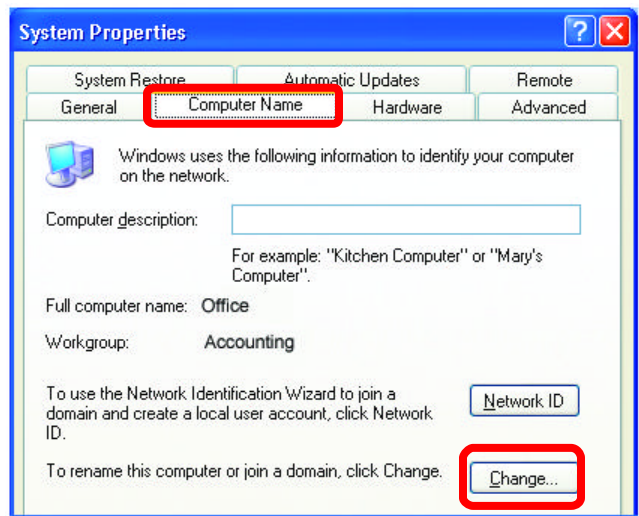 System Properties
System Restore Automatic Updates Remote
General Computer Name Hardware Advanced
Windows uses the following information to identify your computer
on the network.
Computer description:
For example: "Kitchen Computer" or "Mary's
Computer".
Full computer name: Office
Workgroup: Accounting
To use the Network Identification Wizard to join a
domain and create a local user account, click Network
ID.
Network ID
To rename this computer or join a domain, click Change.
Change...